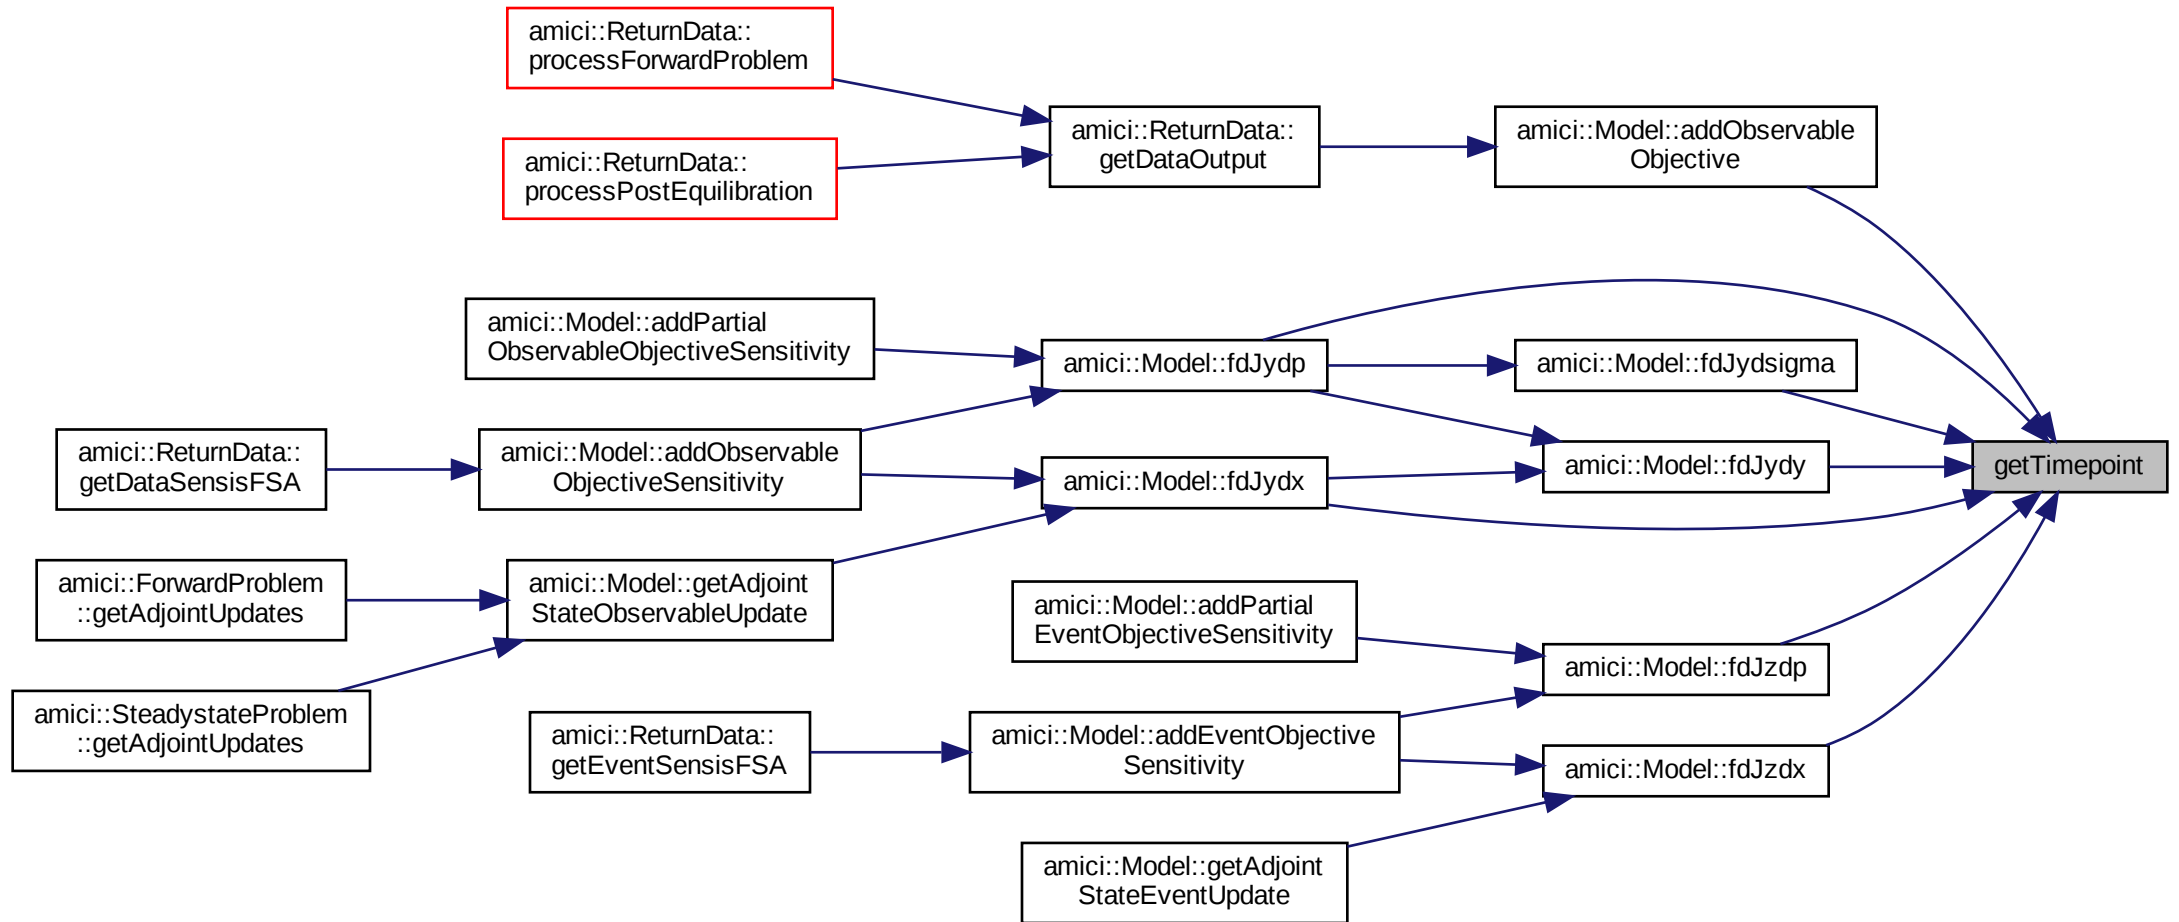 amici::ReturnData::
processForwardProblem
amici::ReturnData::
processPostEquilibration
amici::ReturnData::
getDataOutput
amici::Model::addObservable
Objective
amici::Model::addPartial
ObservableObjectiveSensitivity
amici::Model::fdJydp
amici::Model::fdJydsigma
amici::ReturnData::
getDataSensisFSA
amici::Model::addObservable
ObjectiveSensitivity
amici::Model::fdJydx
amici::Model::fdJydy
getTimepoint
amici::ForwardProblem
::getAdjointUpdates
amici::Model::getAdjoint
StateObservableUpdate
amici::Model::addPartial
EventObjectiveSensitivity
amici::Model::fdJzdp
amici::SteadystateProblem
::getAdjointUpdates
amici::ReturnData::
getEventSensisFSA
amici::Model::addEventObjective
Sensitivity
amici::Model::fdJzdx
amici::Model::getAdjoint
StateEventUpdate